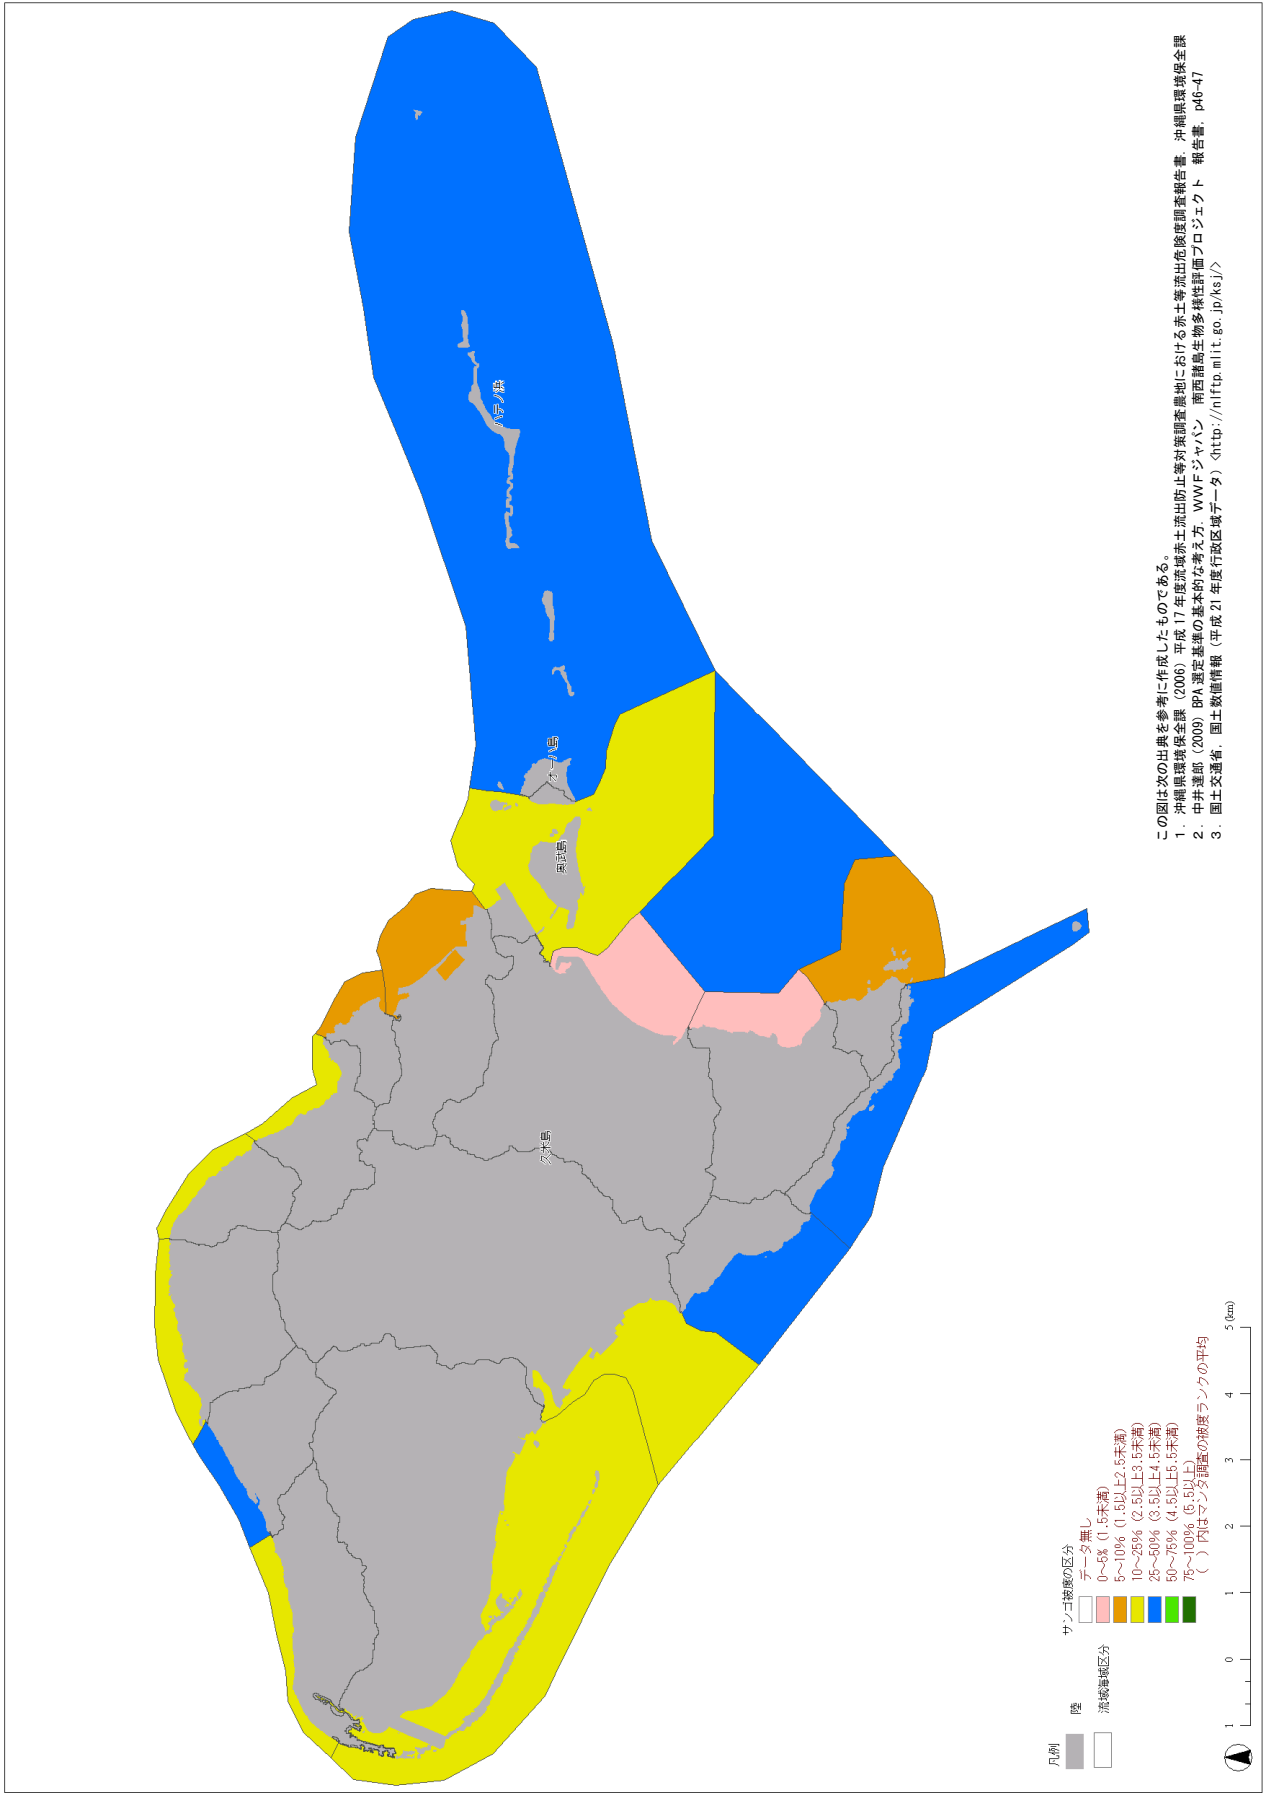 ハテノ浜
オーハ島
奥武島
久米島
この図は次の出典を参考に作成したものである。
1. 沖縄県環境保全課 (2006) 平成17年度流域赤土流出防止等対策調査農地における赤土等流出危険度調査報告書. 沖縄県環境保全課
2. 中井達郎 (2009) BPA選定基準の基本的な考え方. WWFジャパン 南西諸島生物多様性評価プロジェクト 報告書, p46-47
3. 国土交通省, 国土数値情報 (平成21年度行政区域データ) <http://nlftp.mlit.go.jp/ksj/>
凡例
陸
流域海域区分
サンゴ被度の区分
データ無し
0~5% (1.5未満)
5~10% (1.5以上2.5未満)
10~25% (2.5以上3.5未満)
25~50% (3.5以上4.5未満)
50~75% (4.5以上5.5未満)
75~100% (5.5以上)
( ) 内はマンタ調査の被度ランクの平均
1 0 1 2 3 4 5 (km)